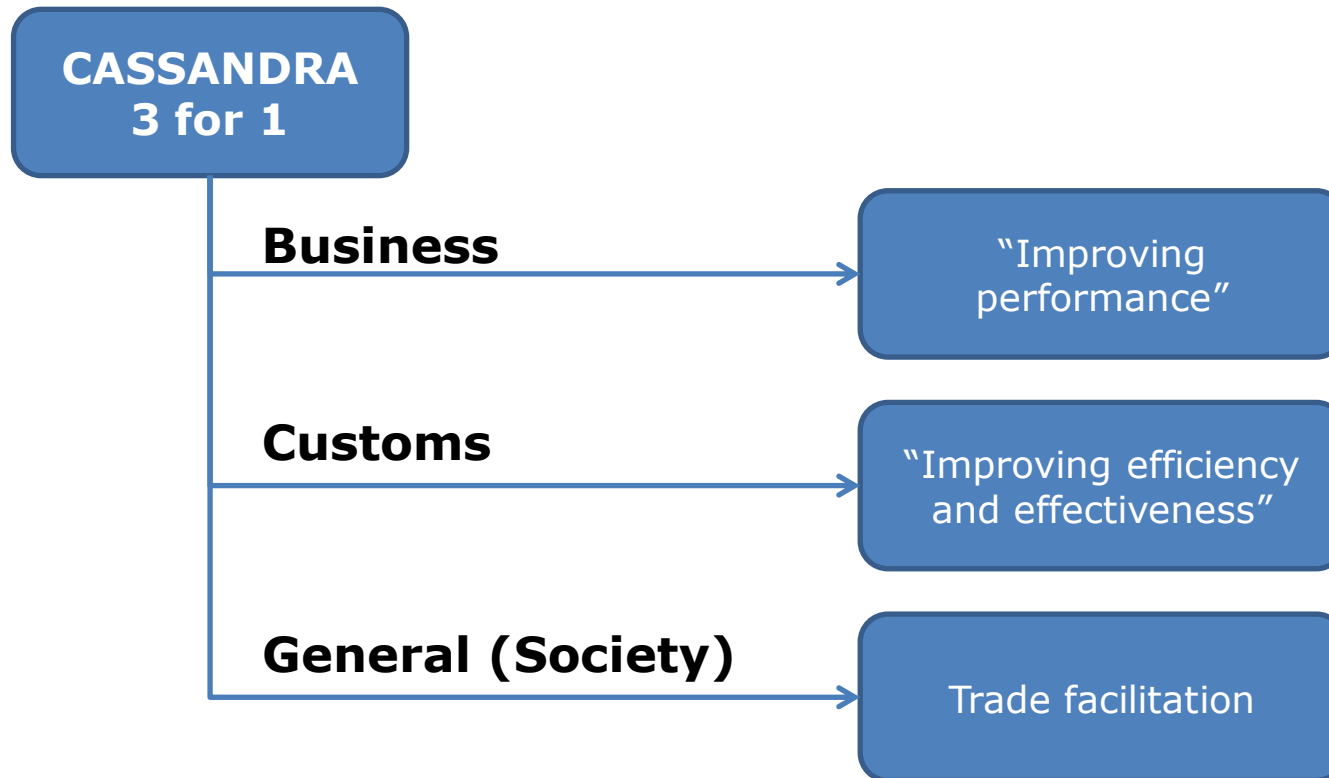 CASSANDRA
3 for 1
Business
“Improving
performance”
Customs
“Improving efficiency
and effectiveness”
General (Society)
Trade facilitation